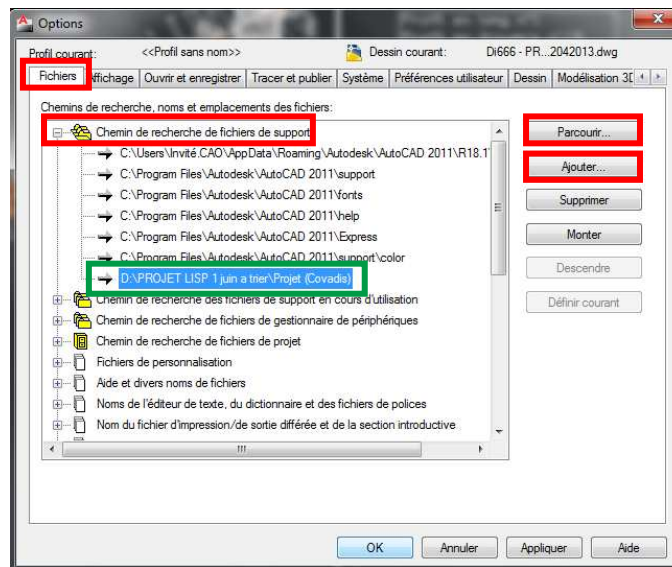 Options
Profil courant: <<Profil sans nom>> Dessin courant: Di666 - PR...2042013.dwg
Fichiers Affichage Ouvrir et enregistrer Tracer et publier Système Préférences utilisateur Dessin Modélisation 3D
Chemins de recherche, noms et emplacements des fichiers:
Chemin de recherche de fichiers de support
C:\Users\Invité.CAO\AppData\Roaming\Autodesk\AutoCAD 2011\R18.1
C:\Program Files\Autodesk\AutoCAD 2011\support
C:\Program Files\Autodesk\AutoCAD 2011\fonts
C:\Program Files\Autodesk\AutoCAD 2011\help
C:\Program Files\Autodesk\AutoCAD 2011\Express
C:\Program Files\Autodesk\AutoCAD 2011\support\color
D:\PROJET LISP 1 juin a trier\Projet (Covadis)
Chemin de recherche des fichiers de support en cours d'utilisation
Chemin de recherche de fichiers de gestionnaire de périphériques
Chemin de recherche de fichiers de projet
Fichiers de personnalisation
Aide et divers noms de fichiers
Noms de l'éditeur de texte, du dictionnaire et des fichiers de polices
Nom du fichier d'impression/de sortie différée et de la section introductive
Parcourir...
Ajouter...
Supprimer
Monter
Descendre
Définir courant
OK Annuler Appliquer Aide